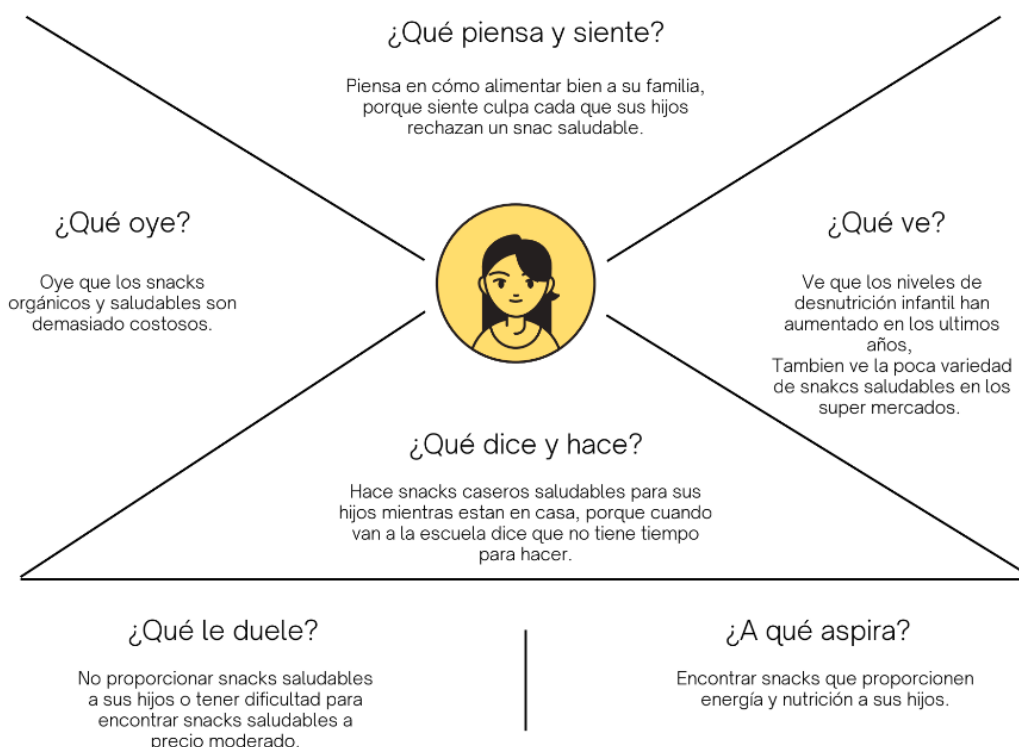 ¿Qué piensa y siente?
Piensa en cómo alimentar bien a su familia,
porque siente culpa cada que sus hijos
rechazan un snac saludable.
¿Qué oye?
Oye que los snacks
orgánicos y saludables son
demasiado costosos.
¿Qué ve?
Ve que los niveles de
desnutrición infantil han
aumentado en los ultimos
años,
Tambien ve la poca variedad
de snakcs saludables en los
super mercados.
¿Qué dice y hace?
Hace snacks caseros saludables para sus
hijos mientras estan en casa, porque cuando
van a la escuela dice que no tiene tiempo
para hacer.
¿Qué le duele?
No proporcionar snacks saludables
a sus hijos o tener dificultad para
encontrar snacks saludables a
precio moderado.
¿A qué aspira?
Encontrar snacks que proporcionen
energía y nutrición a sus hijos.